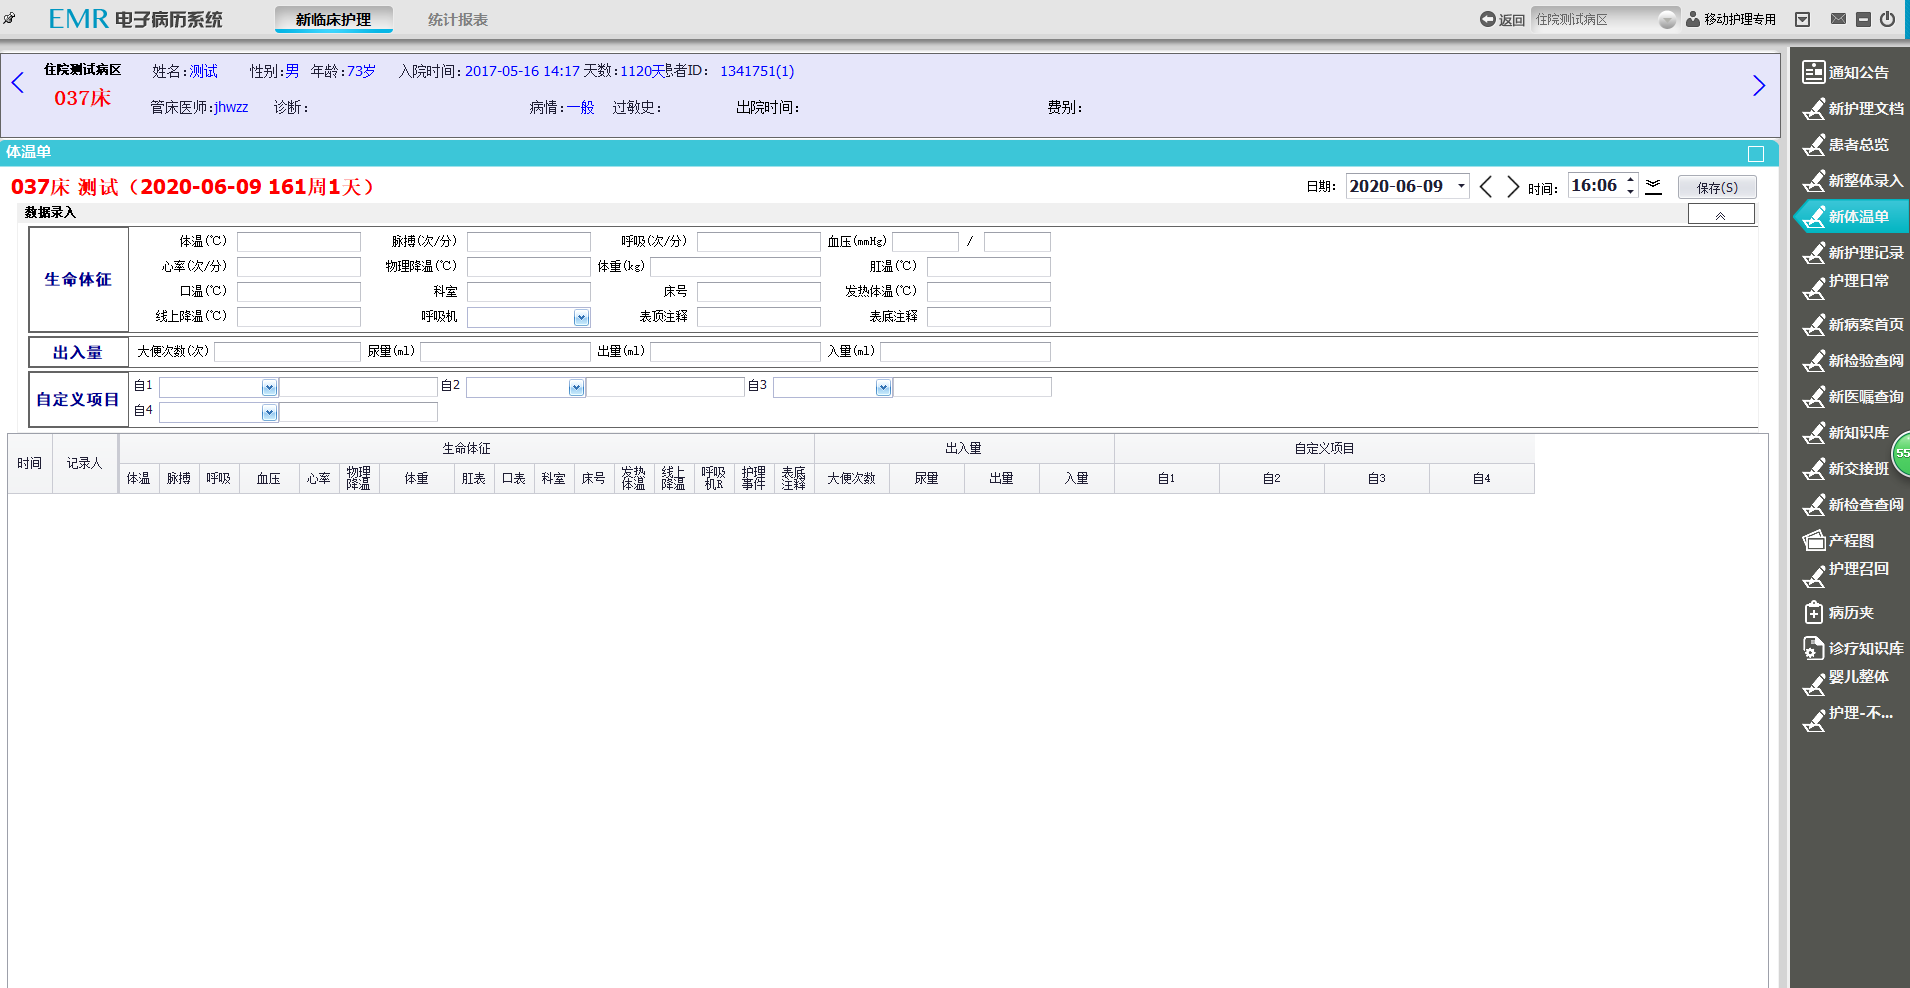 EMR 电子病历系统 新临床护理 统计报表 返回 住院测试病区 移动护理专用
住院测试病区 姓名:测试 性别:男 年龄:73岁 入院时间:2017-05-16 14:17 天数:1120天 患者ID: 1341751(1)
037床
管床医师:jhwzz 诊断: 病情:一般 过敏史: 出院时间: 费别:
体温单
037床 测试（2020-06-09 161周1天） 日期: 2020-06-09 时间: 16:06 保存(S)
数据录入
生命体征
体温(℃) 脉搏(次/分) 呼吸(次/分) 血压(mmHg) /
心率(次/分) 物理降温(℃) 体重(kg) 肛温(℃)
口温(℃) 科室 床号 发热体温(℃)
线上降温(℃) 呼吸机 表顶注释 表底注释
出入量 大便次数(次) 尿量(ml) 出量(ml) 入量(ml)
自定义项目
自1 自2 自3
自4
时间 记录人 生命体征 出入量 自定义项目
体温 脉搏 呼吸 血压 心率 物理降温 体重 肛表 口表 科室 床号 发热体温 线上降温 呼吸机R 护理事件 表底注释 大便次数 尿量 出量 入量 自1 自2 自3 自4
通知公告
新护理文档
患者总览
新整体录入
新体温单
新护理记录
护理日常
新病案首页
新检验查阅
新医嘱查询
新知识库
55
新交接班
新检查查阅
产程图
护理召回
病历夹
诊疗知识库
婴儿整体
护理-不...